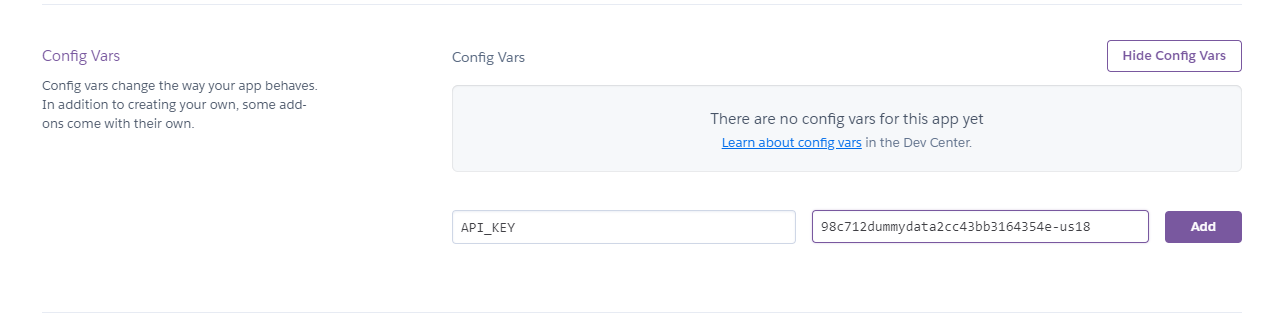 Config Vars
Config vars change the way your app behaves.
In addition to creating your own, some add-
ons come with their own.
Config Vars
Hide Config Vars
There are no config vars for this app yet
Learn about config vars in the Dev Center.
API_KEY
98c712dummydata2cc43bb3164354e-us18
Add